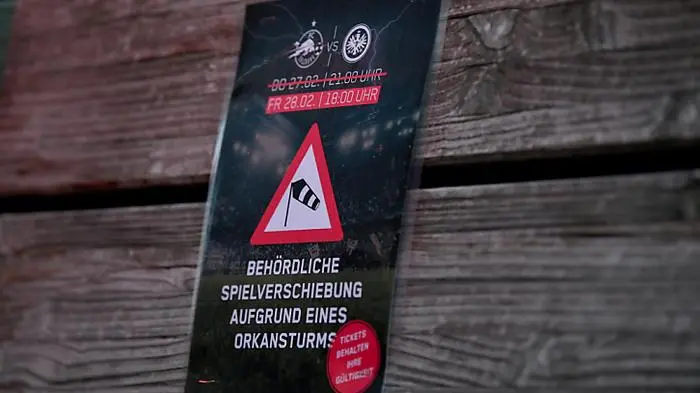 VS
DO 27.02. | 21:00 UHR
FR 28.02. | 18:00 UHR
BEHÖRDLICHE
SPIELVERSCHIEBUNG
AUFGRUND EINES
ORKANSTURMS
TICKETS
BEHALTEN
IHRE
GÜLTIGKEIT